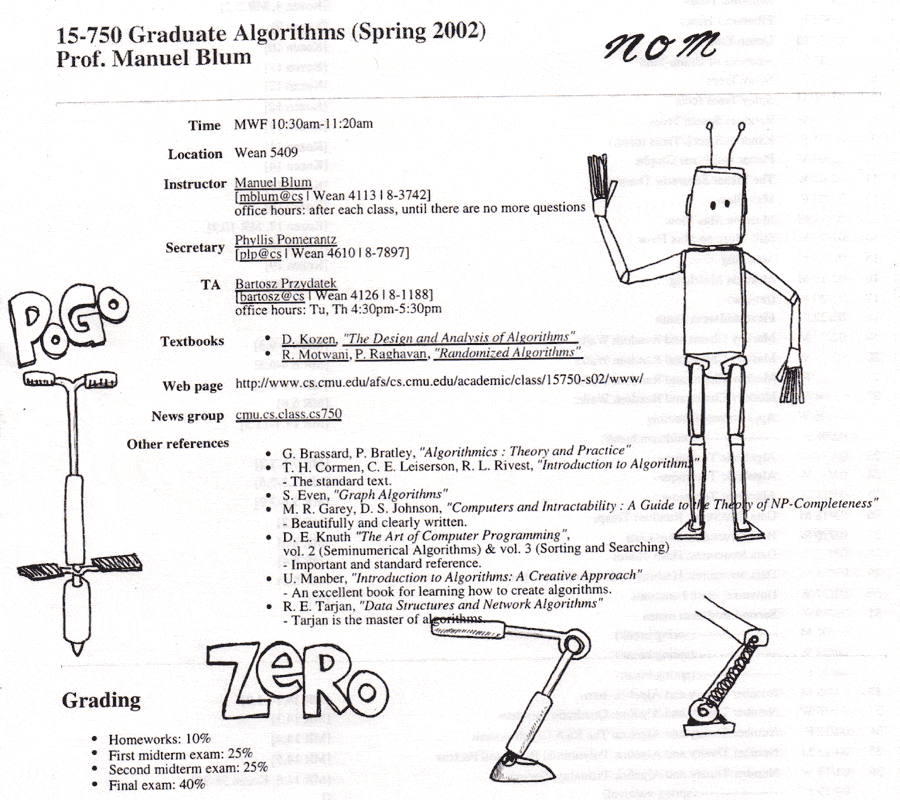 15-750 Graduate Algorithms (Spring 2002)
Prof. Manuel Blum
nom
Time MWF 10:30am-11:20am
Location Wean 5409
Instructor Manuel Blum
[mblum@cs | Wean 4113 | 8-3742]
office hours: after each class, until there are no more questions
Secretary Phyllis Pomerantz
[plp@cs | Wean 4610 | 8-7897]
TA Bartosz Przydatek
[bartosz@cs | Wean 4126 | 8-1188]
office hours: Tu, Th 4:30pm-5:30pm
POGO
Textbooks • D. Kozen, "The Design and Analysis of Algorithms"
• R. Motwani, P. Raghavan, "Randomized Algorithms"
Web page http://www.cs.cmu.edu/afs/cs.cmu.edu/academic/class/15750-s02/www/
News group cmu.cs.class.cs750
Other references
• G. Brassard, P. Bratley, "Algorithmics : Theory and Practice"
• T. H. Cormen, C. E. Leiserson, R. L. Rivest, "Introduction to Algorithms"
- The standard text.
• S. Even, "Graph Algorithms"
• M. R. Garey, D. S. Johnson, "Computers and Intractability : A Guide to the Theory of NP-Completeness"
- Beautifully and clearly written.
• D. E. Knuth "The Art of Computer Programming",
vol. 2 (Seminumerical Algorithms) & vol. 3 (Sorting and Searching)
- Important and standard reference.
• U. Manber, "Introduction to Algorithms: A Creative Approach"
- An excellent book for learning how to create algorithms.
• R. E. Tarjan, "Data Structures and Network Algorithms"
- Tarjan is the master of algorithms.
ZERO
Grading
• Homeworks: 10%
• First midterm exam: 25%
• Second midterm exam: 25%
• Final exam: 40%